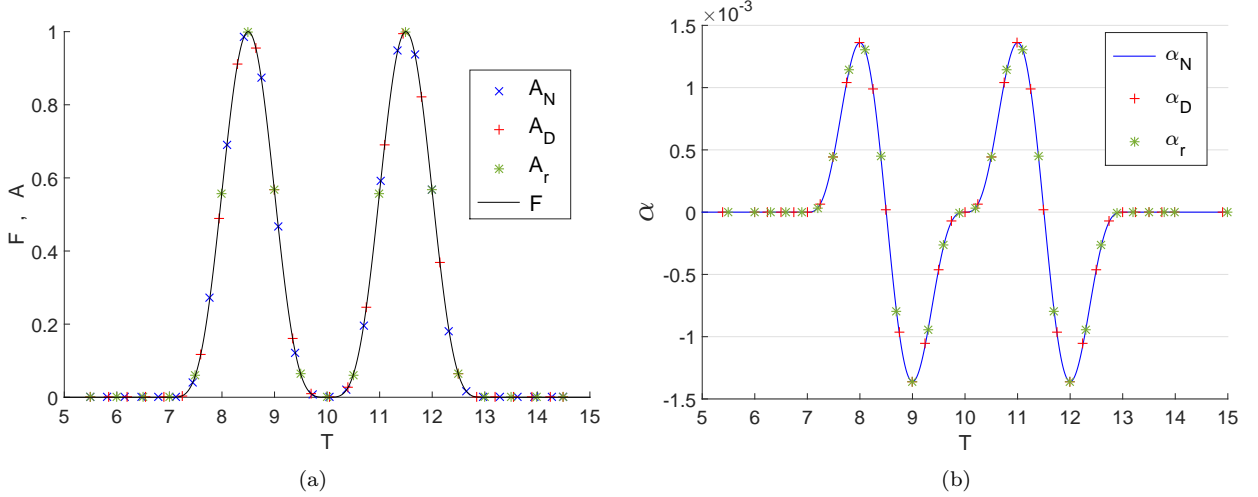 1
0.8
0.6
0.4
0.2
0
F , A
5 6 7 8 9 10 11 12 13 14 15
T
A_N
A_D
A_r
F
(a)
×10^-3
1.5
1
0.5
0
-0.5
-1
-1.5
α
5 6 7 8 9 10 11 12 13 14 15
T
α_N
α_D
α_r
(b)